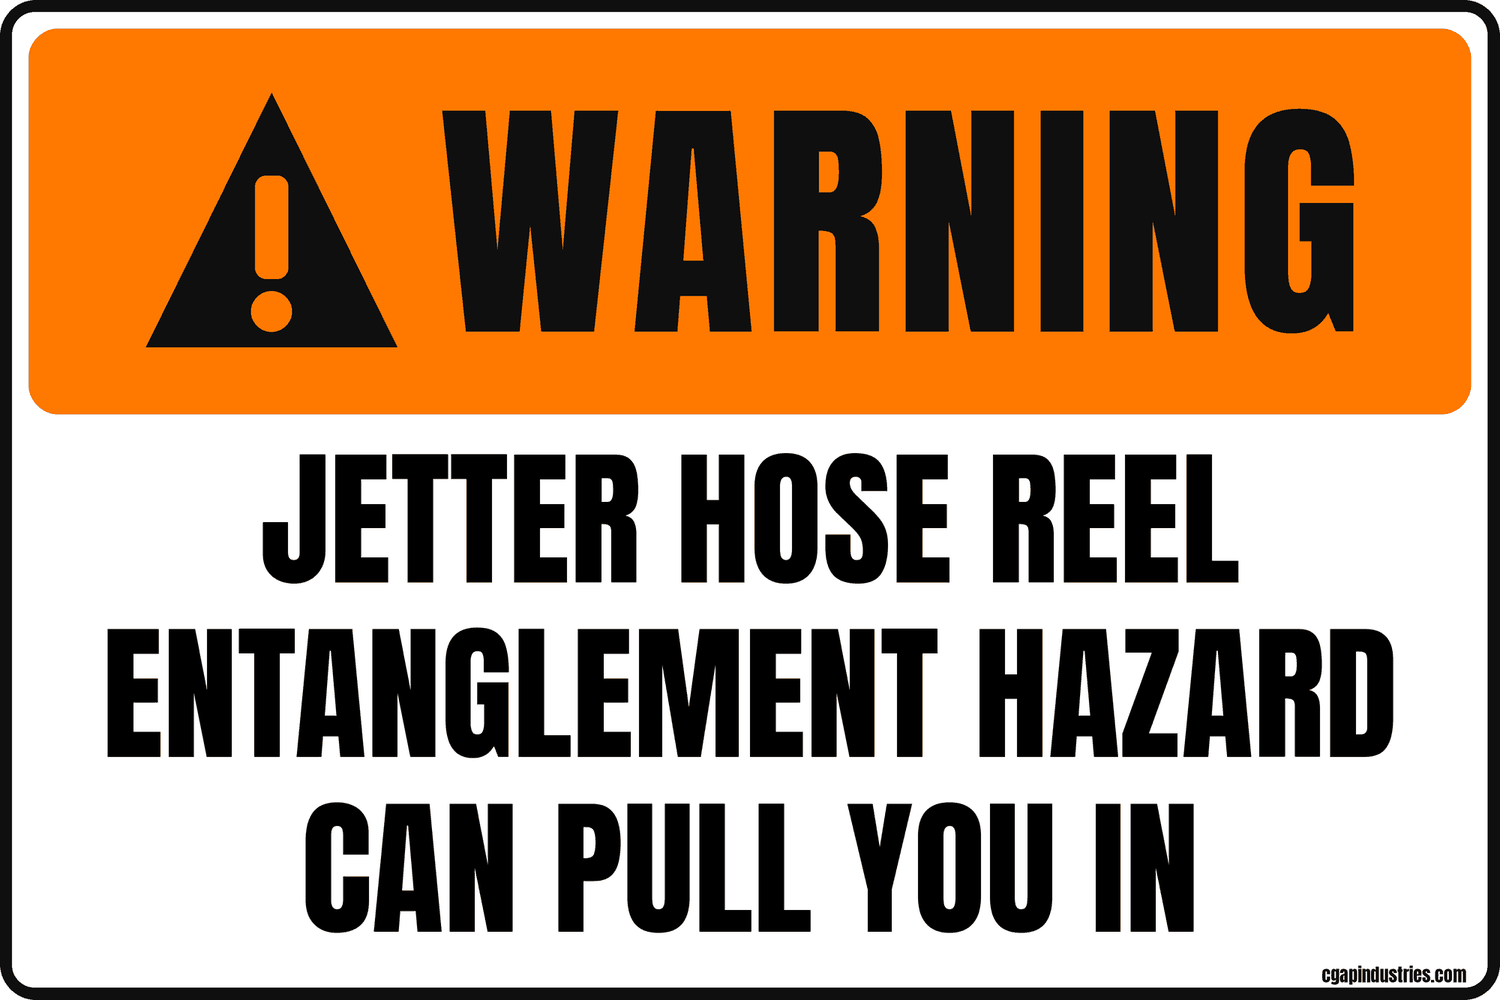 WARNING
JETTER HOSE REEL
ENTANGLEMENT HAZARD
CAN PULL YOU IN
cgapindustries.com